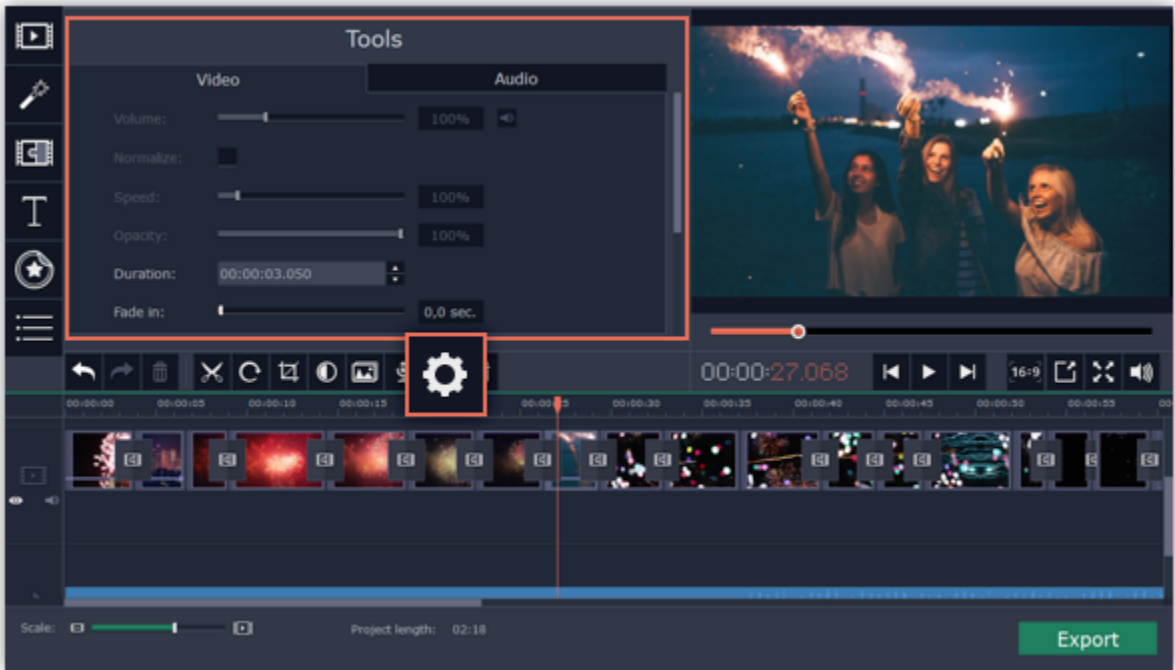 Tools
Video
Audio
Volume:
100%
Normalize:
Speed:
100%
Opacity:
100%
Duration:
00:00:03.050
Fade in:
0,0 sec.
T
00:00:27.068
16:9
00:00:00
00:00:05
00:00:10
00:00:15
00:00:30
00:00:35
00:00:40
00:00:45
00:00:50
00:00:55
Scale:
Project length: 02:18
Export